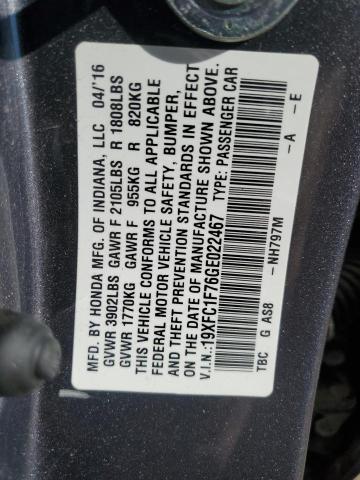 MFG. BY HONDA MFG. OF INDIANA, LLC 04/'16
GVWR 3902LBS GAWR F 2105LBS R 1808LBS
GVWR 1770KG GAWR F 955KG R 820KG
THIS VEHICLE CONFORMS TO ALL APPLICABLE
FEDERAL MOTOR VEHICLE SAFETY, BUMPER,
AND THEFT PREVENTION STANDARDS IN EFFECT
ON THE DATE OF MANUFACTURE SHOWN ABOVE.
V.I.N.:19XFC1F76GE022467 TYPE: PASSENGER CAR
TBC G AS8 -NH797M -A -E